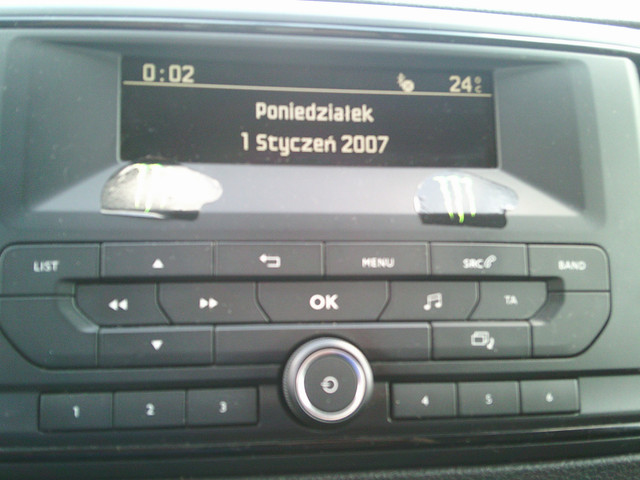 0:02 24°C
Poniedziałek
1 Styczeń 2007
LIST MENU SRC BAND
OK TA
1 2 3 4 5 6